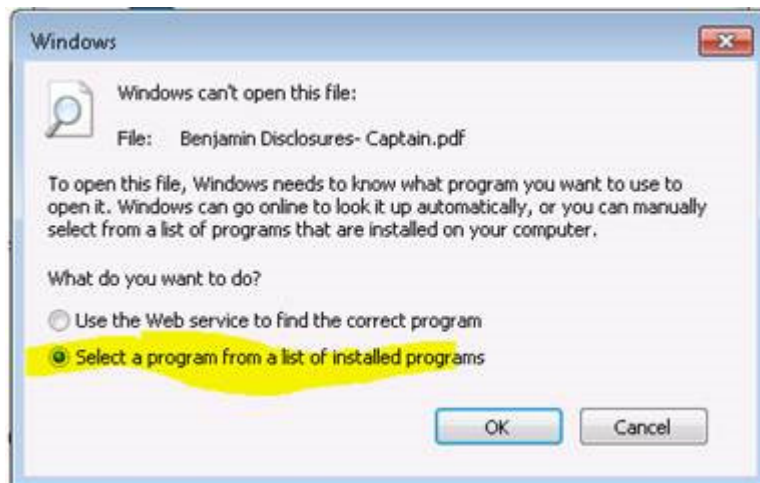 Windows
Windows can't open this file:
File: Benjamin Disclosures- Captain.pdf
To open this file, Windows needs to know what program you want to use to
open it. Windows can go online to look it up automatically, or you can manually
select from a list of programs that are installed on your computer.
What do you want to do?
Use the Web service to find the correct program
Select a program from a list of installed programs
OK Cancel